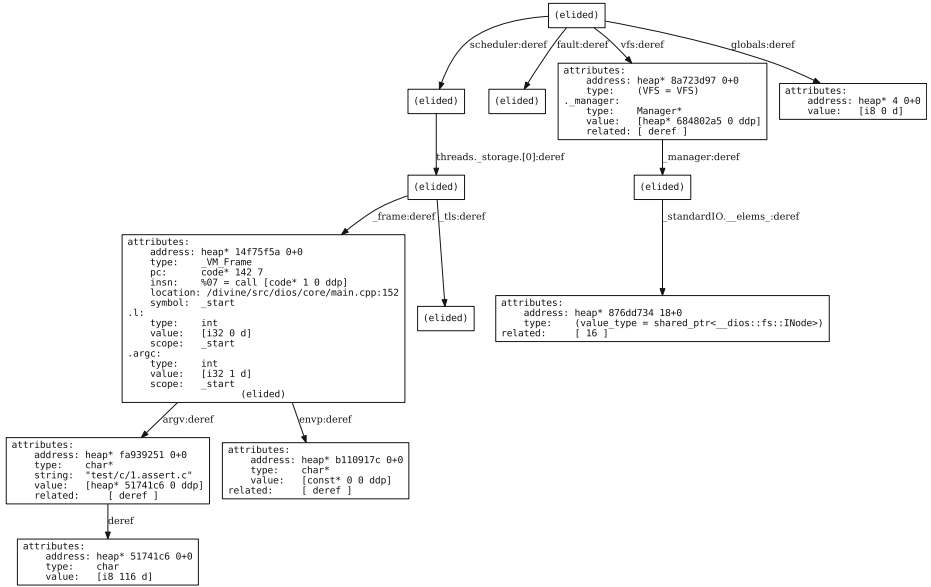 (elided)
scheduler:deref
fault:deref
vfs:deref
globals:deref
(elided)
(elided)
attributes:
address: heap* 8a723d97 0+0
type: (VFS = VFS)
._manager:
type: Manager*
value: [heap* 684802a5 0 ddp]
related: [ deref ]
attributes:
address: heap* 4 0+0
value: [i8 0 d]
threads._storage.[0]:deref
_manager:deref
(elided)
(elided)
_frame:deref
_tls:deref
_standardIO.__elems_:deref
attributes:
address: heap* 14f75f5a 0+0
type: _VM_Frame
pc: code* 142 7
insn: %07 = call [code* 1 0 ddp]
location: /divine/src/dios/core/main.cpp:152
symbol: _start
.l:
type: int
value: [i32 0 d]
scope: _start
.argc:
type: int
value: [i32 1 d]
scope: _start
(elided)
(elided)
attributes:
address: heap* 876dd734 18+0
type: (value_type = shared_ptr<__dios::fs::INode>)
related: [ 16 ]
argv:deref
envp:deref
attributes:
address: heap* fa939251 0+0
type: char*
string: "test/c/1.assert.c"
value: [heap* 51741c6 0 ddp]
related: [ deref ]
attributes:
address: heap* b110917c 0+0
type: char*
value: [const* 0 0 ddp]
related: [ deref ]
deref
attributes:
address: heap* 51741c6 0+0
type: char
value: [i8 116 d]